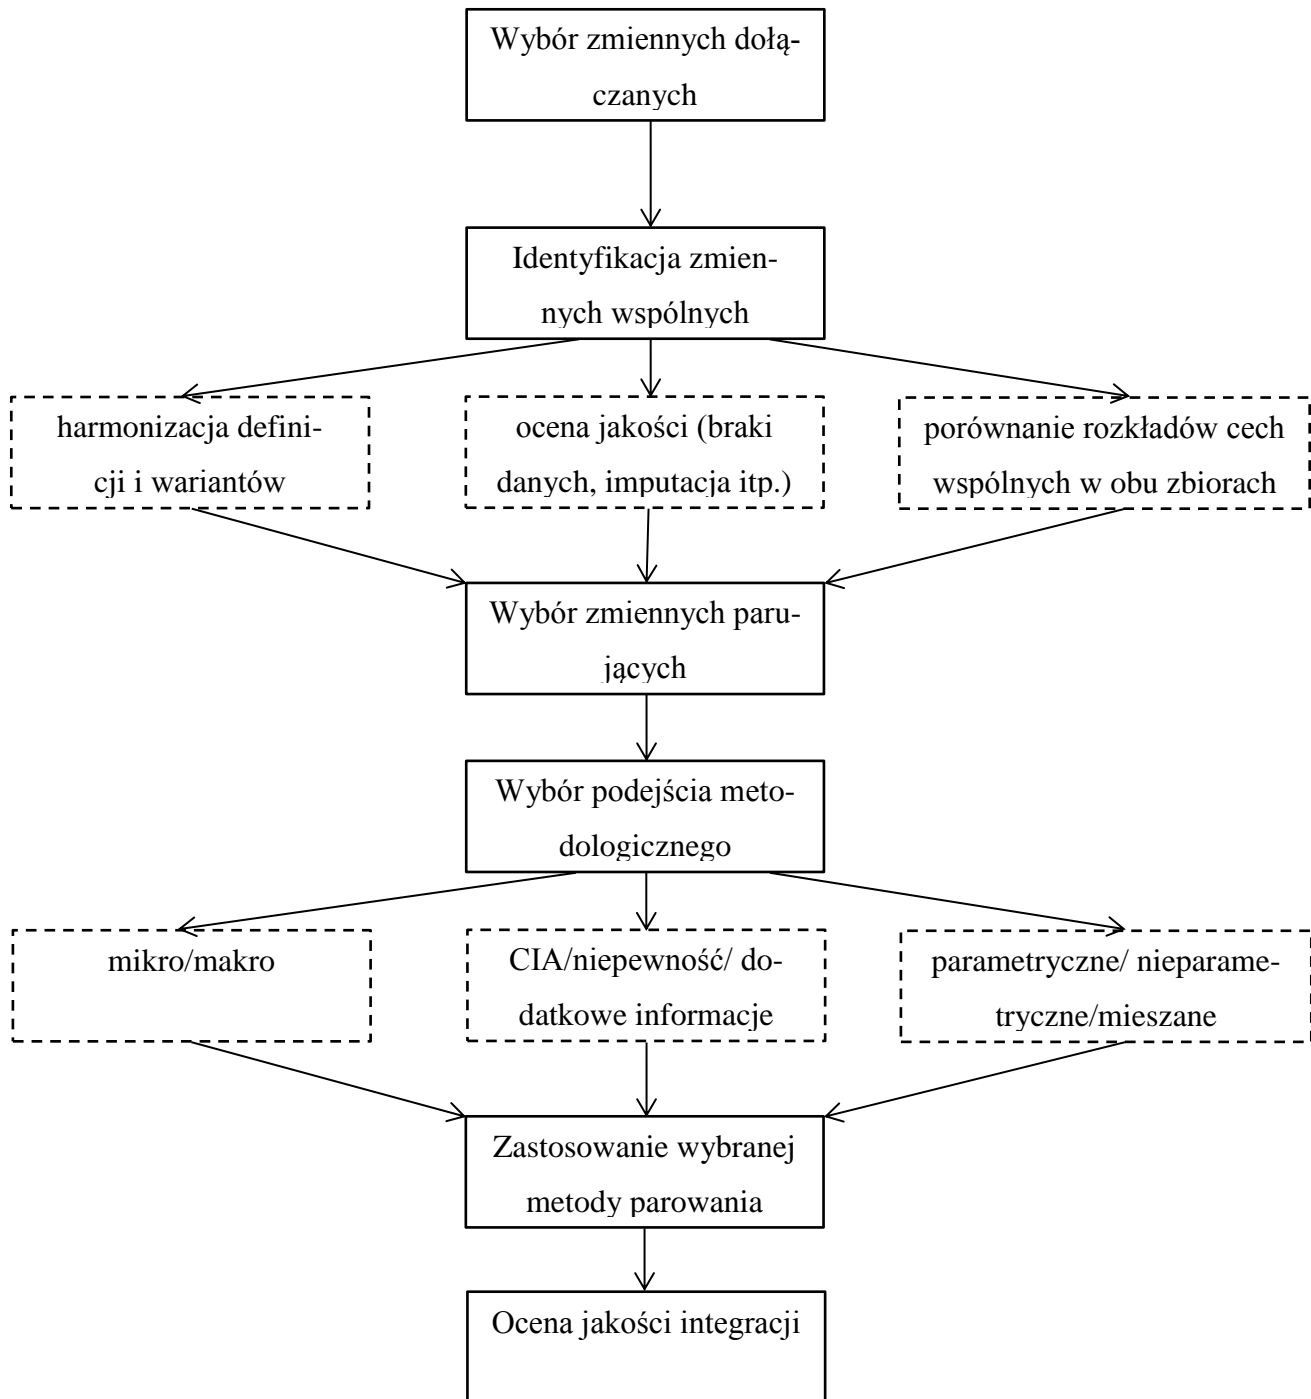 Wybór zmiennych dołą-
czanych
Identyfikacja zmien-
nych wspólnych
harmonizacja defini-
cji i wariantów
ocena jakości (braki
danych, imputacja itp.)
porównanie rozkładów cech
wspólnych w obu zbiorach
Wybór zmiennych paru-
jących
Wybór podejścia meto-
dologicznego
mikro/makro
CIA/niepewność/ do-
datkowe informacje
parametryczne/ nieparame-
tryczne/mieszane
Zastosowanie wybranej
metody parowania
Ocena jakości integracji